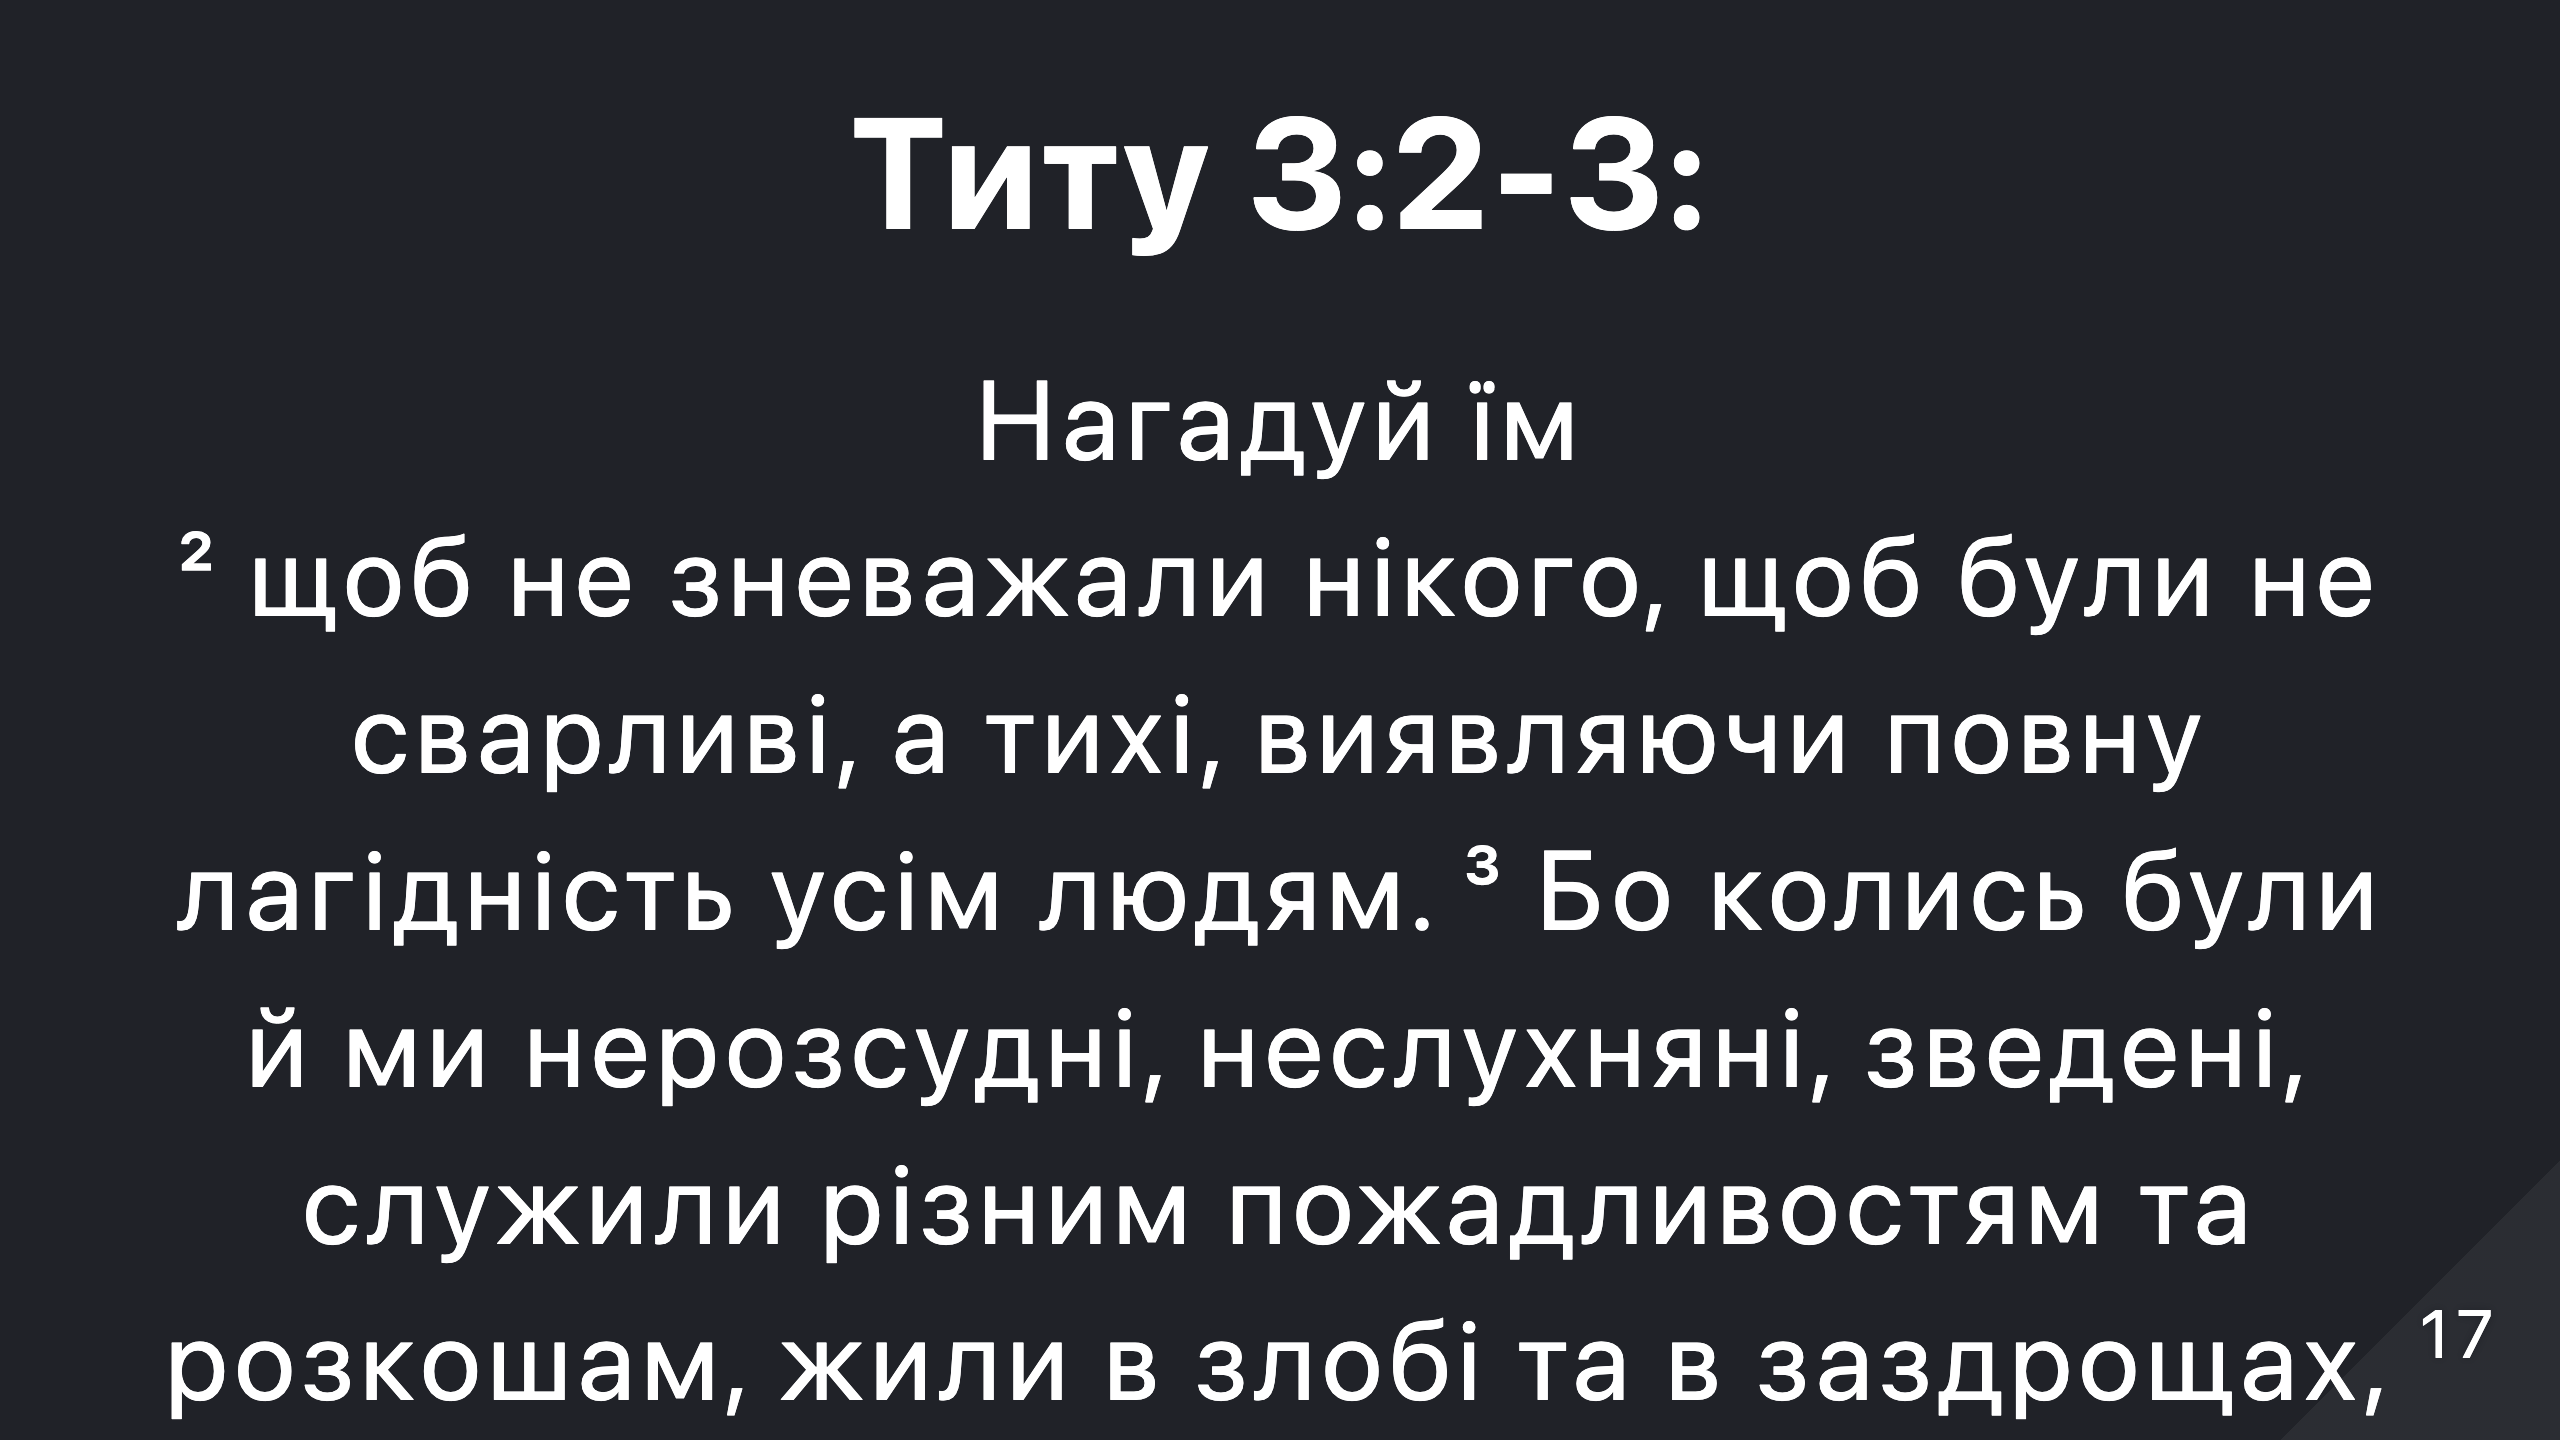 Титу 3:2-3:
Нагадуй їм
² щоб не зневажали нікого, щоб були не
сварливі, а тихі, виявляючи повну
лагідність усім людям. ³ Бо колись були
й ми нерозсудні, неслухняні, зведені,
служили різним пожадливостям та
розкошам, жили в злобі та в заздрощах,
17